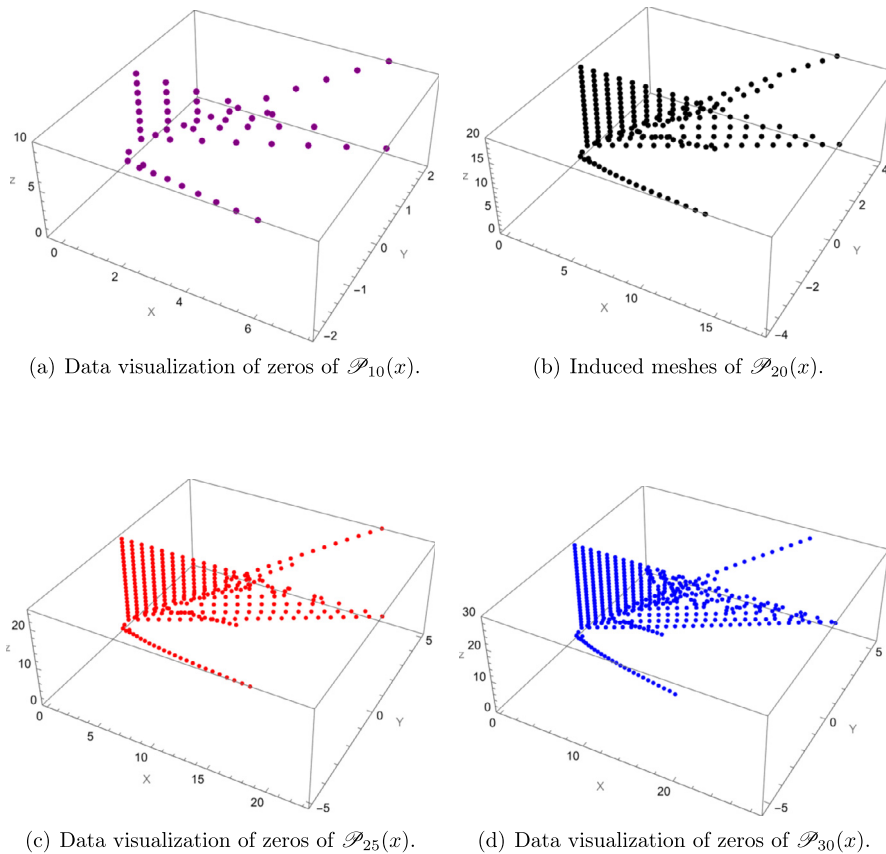 10
5
z
0
0
2
4
6
X
2
1
0
Y
−1
−2
20
15
z
10
5
0
0
5
10
15
X
4
2
0
Y
−2
−4
(a) Data visualization of zeros of 𝒫₁₀(x).
(b) Induced meshes of 𝒫₂₀(x).
20
z
10
0
0
5
10
15
20
X
5
Y
0
−5
30
20
z
10
0
0
10
20
X
5
0
Y
−5
(c) Data visualization of zeros of 𝒫₂₅(x).
(d) Data visualization of zeros of 𝒫₃₀(x).